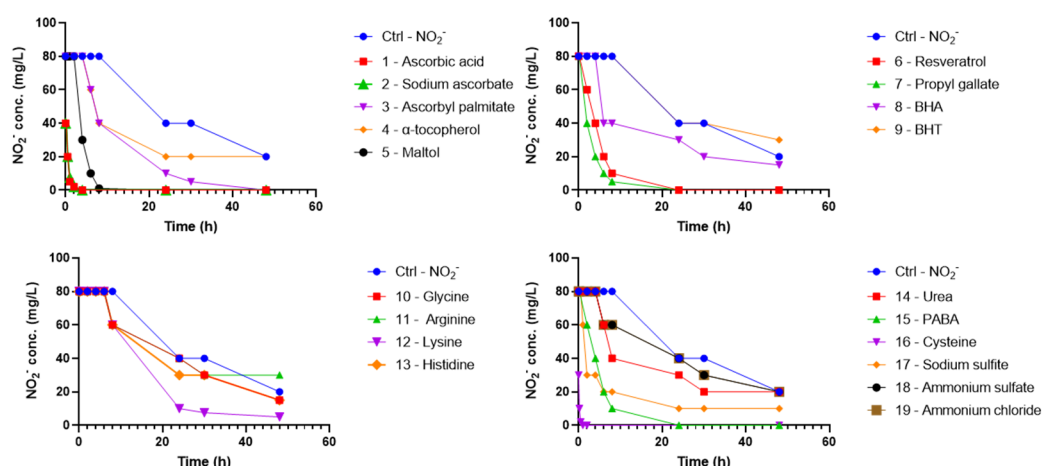 100
80
60
40
20
0
NO₂⁻ conc. (mg/L)
0 20 40 60
Time (h)
Ctrl - NO₂⁻
1 - Ascorbic acid
2 - Sodium ascorbate
3 - Ascorbyl palmitate
4 - α-tocopherol
5 - Maltol
100
80
60
40
20
0
NO₂⁻ conc. (mg/L)
0 20 40 60
Time (h)
Ctrl - NO₂⁻
6 - Resveratrol
7 - Propyl gallate
8 - BHA
9 - BHT
100
80
60
40
20
0
NO₂⁻ conc. (mg/L)
0 20 40 60
Time (h)
Ctrl - NO₂⁻
10 - Glycine
11 - Arginine
12 - Lysine
13 - Histidine
100
80
60
40
20
0
NO₂⁻ conc. (mg/L)
0 20 40 60
Time (h)
Ctrl - NO₂⁻
14 - Urea
15 - PABA
16 - Cysteine
17 - Sodium sulfite
18 - Ammonium sulfate
19 - Ammonium chloride